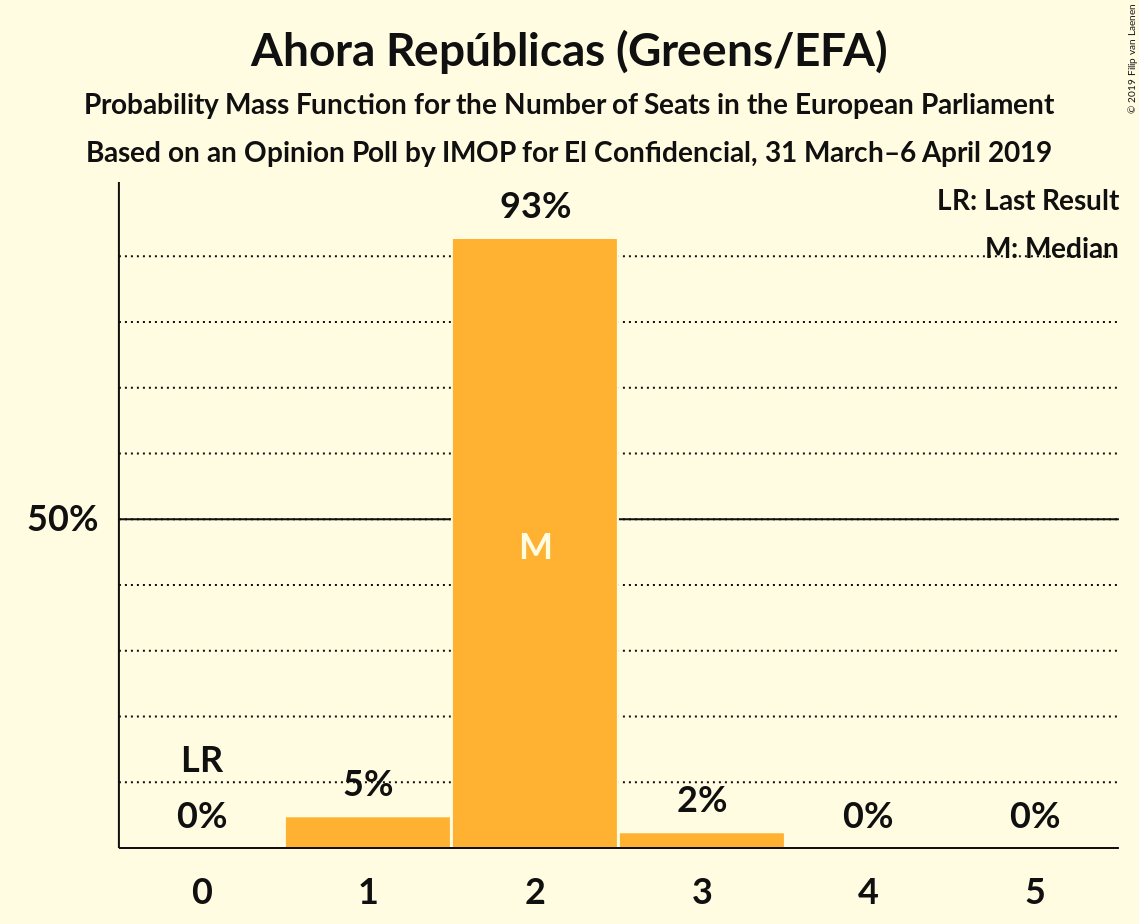 Ahora Repúblicas (Greens/EFA)
Probability Mass Function for the Number of Seats in the European Parliament
Based on an Opinion Poll by IMOP for El Confidencial, 31 March–6 April 2019
© 2019 Filip van Laenen
LR: Last Result
M: Median
93%
50%
M
LR
0%
5%
2%
0%
0%
0 1 2 3 4 5